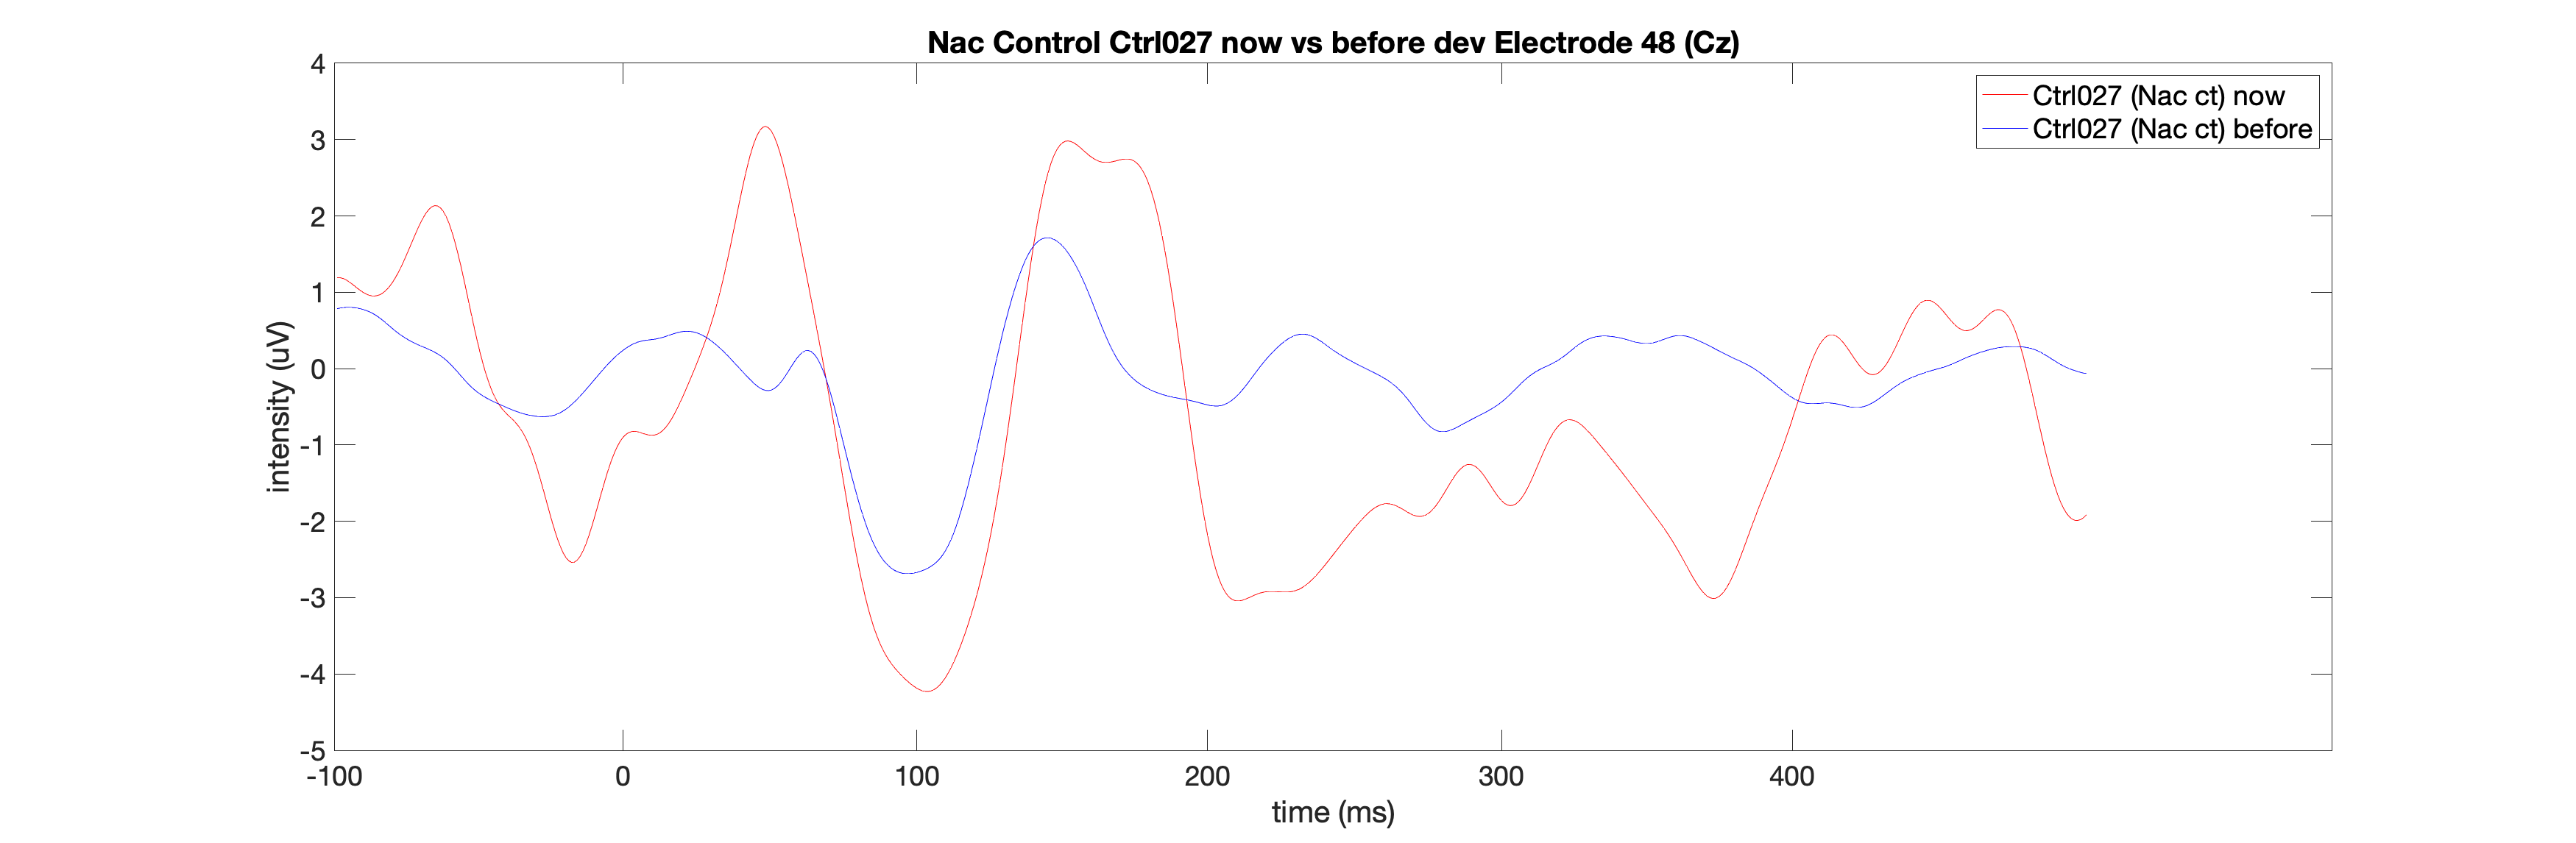 Nac Control Ctrl027 now vs before dev Electrode 48 (Cz)
Ctrl027 (Nac ct) now
Ctrl027 (Nac ct) before
4
3
2
1
0
-1
-2
-3
-4
-5
intensity (uV)
-100 0 100 200 300 400
time (ms)